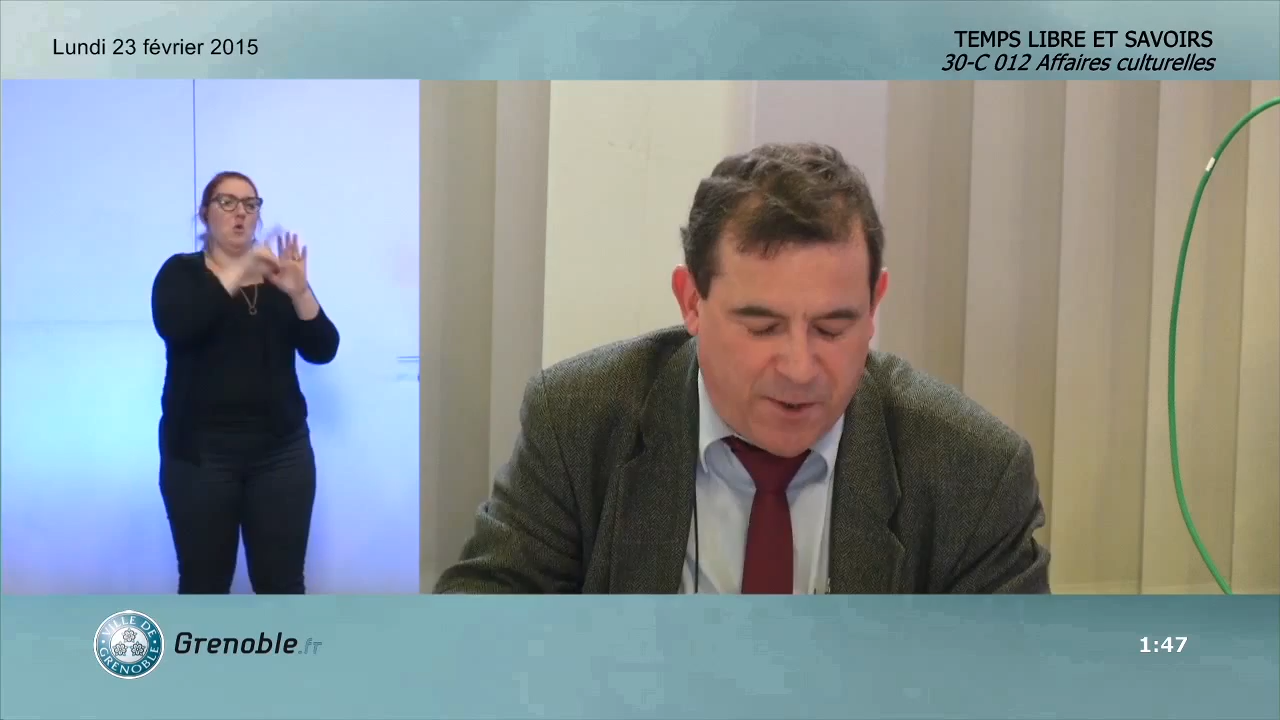 Lundi 23 février 2015
TEMPS LIBRE ET SAVOIRS
30-C 012 Affaires culturelles
VILLE DE
GRENOBLE
Grenoble.fr
1:47